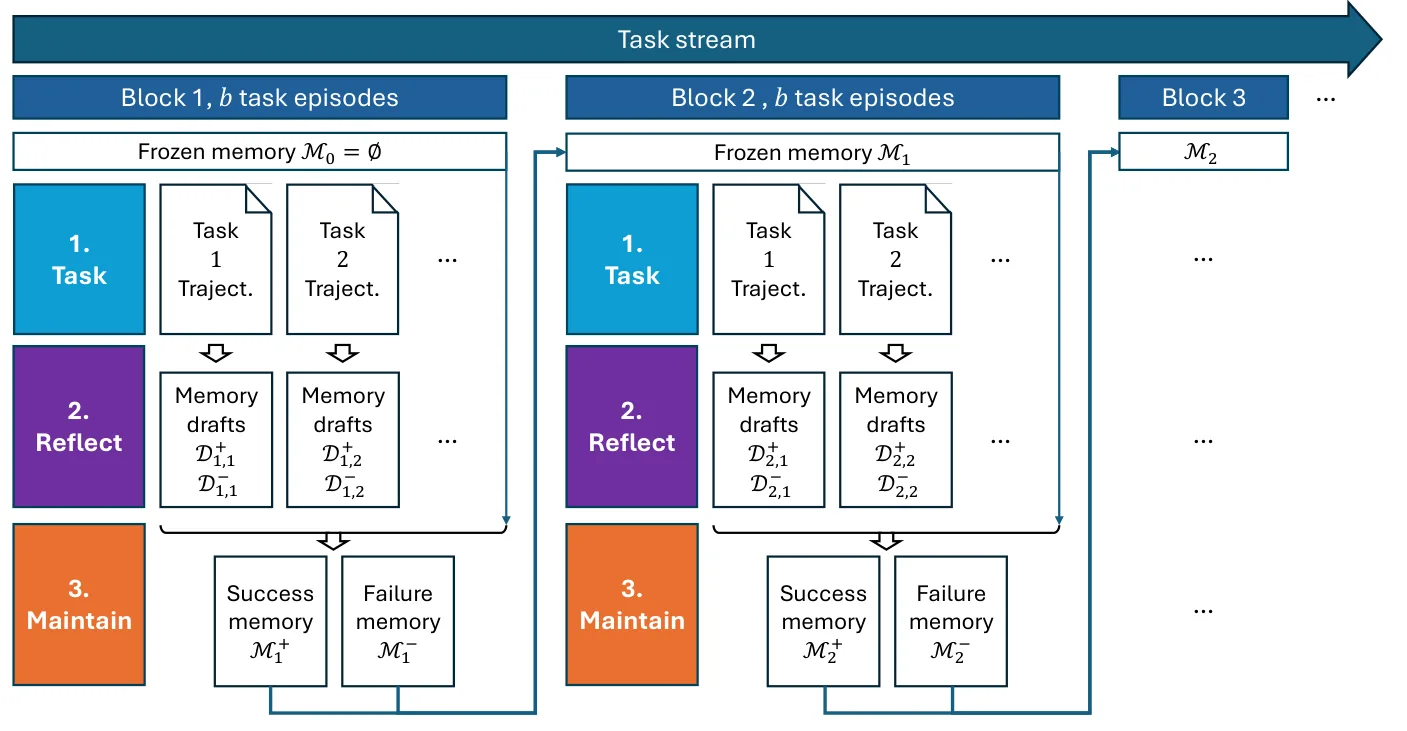 Task stream
Block 1, b task episodes
Block 2 , b task episodes
Block 3
...
Frozen memory ℳ₀ = ∅
Frozen memory ℳ₁
ℳ₂
1.
Task
Task
1
Traject.
Task
2
Traject.
...
1.
Task
Task
1
Traject.
Task
2
Traject.
...
...
2.
Reflect
Memory
drafts
𝒟⁺₁,₁
𝒟⁻₁,₁
Memory
drafts
𝒟⁺₁,₂
𝒟⁻₁,₂
...
2.
Reflect
Memory
drafts
𝒟⁺₂,₁
𝒟⁻₂,₁
Memory
drafts
𝒟⁺₂,₂
𝒟⁻₂,₂
...
...
3.
Maintain
Success
memory
ℳ⁺₁
Failure
memory
ℳ⁻₁
3.
Maintain
Success
memory
ℳ⁺₂
Failure
memory
ℳ⁻₂
...